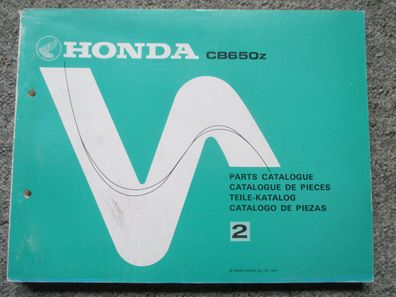 HONDA CB650Z
PARTS CATALOGUE
CATALOGUE DE PIECES
TEILE-KATALOG
CATALOGO DE PIEZAS
2